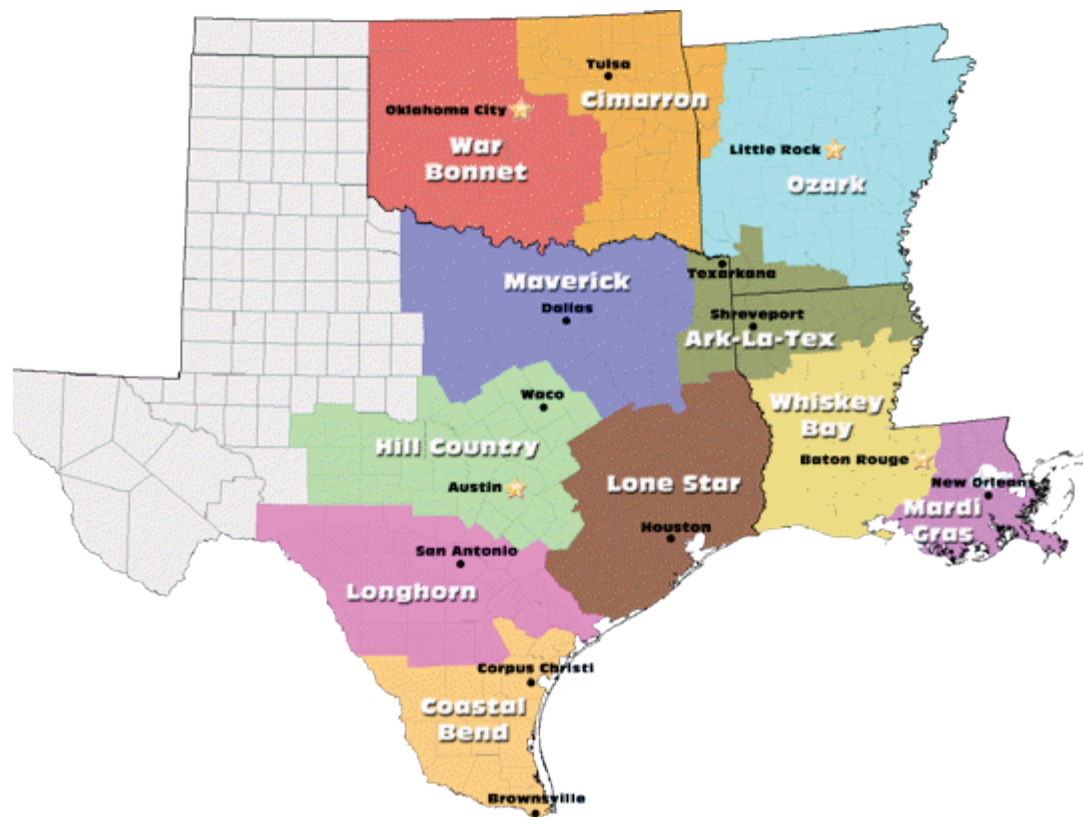 Tulsa
Cimarron
Oklahoma City
War
Bonnet
Little Rock
Ozark
Maverick
Dallas
Texarkana
Shreveport
Ark-La-Tex
Waco
Hill Country
Austin
Whiskey
Bay
Baton Rouge
Lone Star
Houston
New Orleans
Mardi
Gras
San Antonio
Longhorn
Corpus Christi
Coastal
Bend
Brownsville